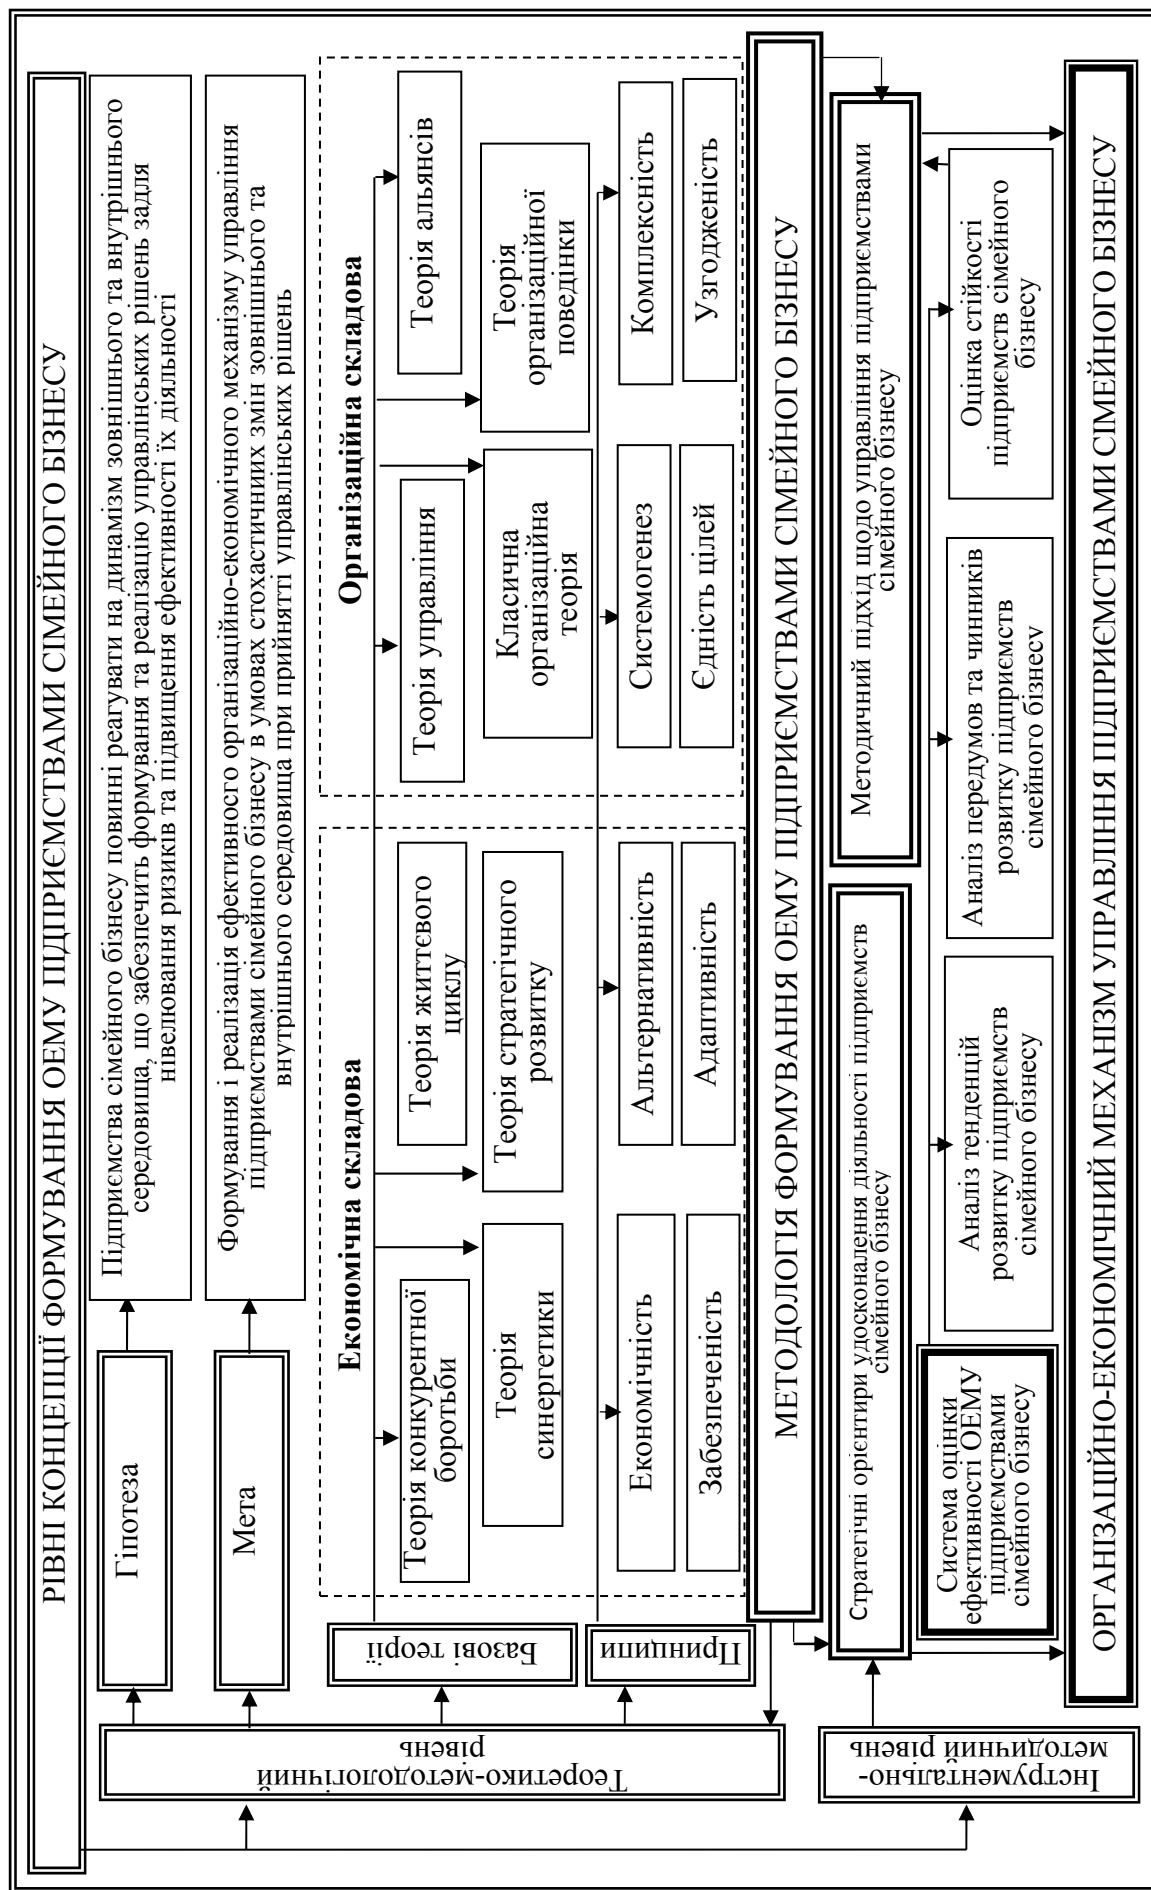 РІВНІ КОНЦЕПЦІЇ ФОРМУВАННЯ ОЕМУ ПІДПРИЄМСТВАМИ СІМЕЙНОГО БІЗНЕСУ
Теоретико-методологічний
рівень
Гіпотеза
Підприємства сімейного бізнесу повинні реагувати на динамізм зовнішнього та внутрішнього
середовища, що забезпечить формування та реалізацію управлінських рішень задля
нівелювання ризиків та підвищення ефективності їх діяльності
Мета
Формування і реалізація ефективного організаційно-економічного механізму управління
підприємствами сімейного бізнесу в умовах стохастичних змін зовнішнього та
внутрішнього середовища при прийнятті управлінських рішень
Базові теорії
Економічна складова
Теорія конкурентної
боротьби
Теорія життєвого
циклу
Теорія
синергетики
Теорія стратегічного
розвитку
Організаційна складова
Теорія управління
Теорія альянсів
Класична
організаційна
теорія
Теорія
організаційної
поведінки
Принципи
Економічність
Альтернативність
Системогенез
Комплексність
Забезпеченість
Адаптивність
Єдність цілей
Узгодженість
МЕТОДОЛОГІЯ ФОРМУВАННЯ ОЕМУ ПІДПРИЄМСТВАМИ СІМЕЙНОГО БІЗНЕСУ
Інструментально-
методичний рівень
Стратегічні орієнтири удосконалення діяльності підприємств
сімейного бізнесу
Методичний підхід щодо управління підприємствами
сімейного бізнесу
Система оцінки
ефективності ОЕМУ
підприємствами
сімейного бізнесу
Аналіз тенденцій
розвитку підприємств
сімейного бізнесу
Аналіз передумов та чинників
розвитку підприємств
сімейного бізнесу
Оцінка стійкості
підприємств сімейного
бізнесу
ОРГАНІЗАЦІЙНО-ЕКОНОМІЧНИЙ МЕХАНІЗМ УПРАВЛІННЯ ПІДПРИЄМСТВАМИ СІМЕЙНОГО БІЗНЕСУ